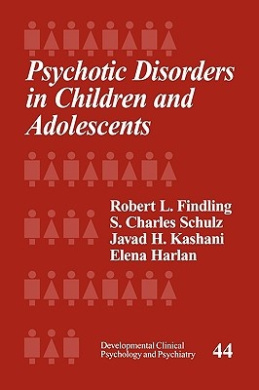 Psychotic Disorders
in Children and
Adolescents
Robert L. Findling
S. Charles Schulz
Javad H. Kashani
Elena Harlan
Developmental Clinical
Psychology and Psychiatry
44